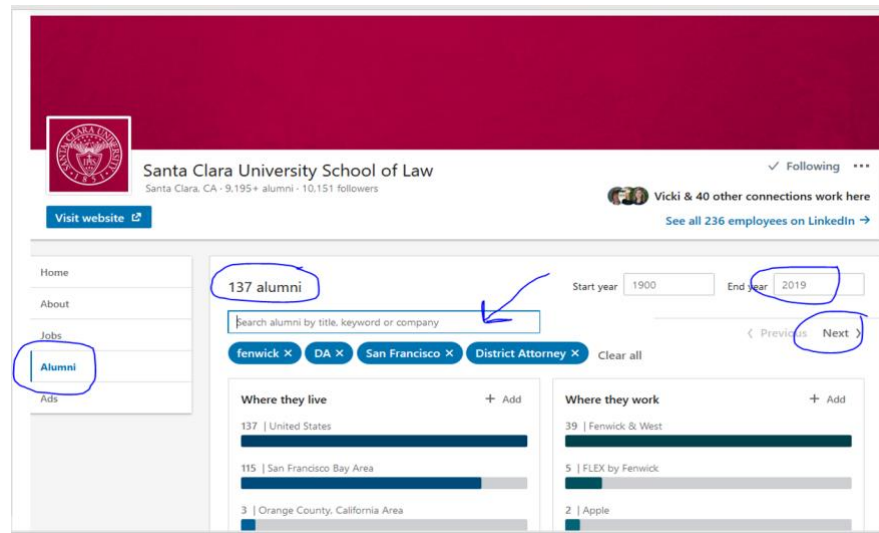 Santa Clara University School of Law
Santa Clara, CA · 9,195+ alumni · 10,151 followers
Following
Vicki & 40 other connections work here
Visit website
See all 236 employees on LinkedIn →
Home
About
Jobs
Alumni
Ads
137 alumni
Start year 1900 End year 2019
Search alumni by title, keyword or company
Previous Next
fenwick × DA × San Francisco × District Attorney × Clear all
Where they live + Add
137 | United States
115 | San Francisco Bay Area
3 | Orange County, California Area
Where they work + Add
39 | Fenwick & West
5 | FLEX by Fenwick
2 | Apple